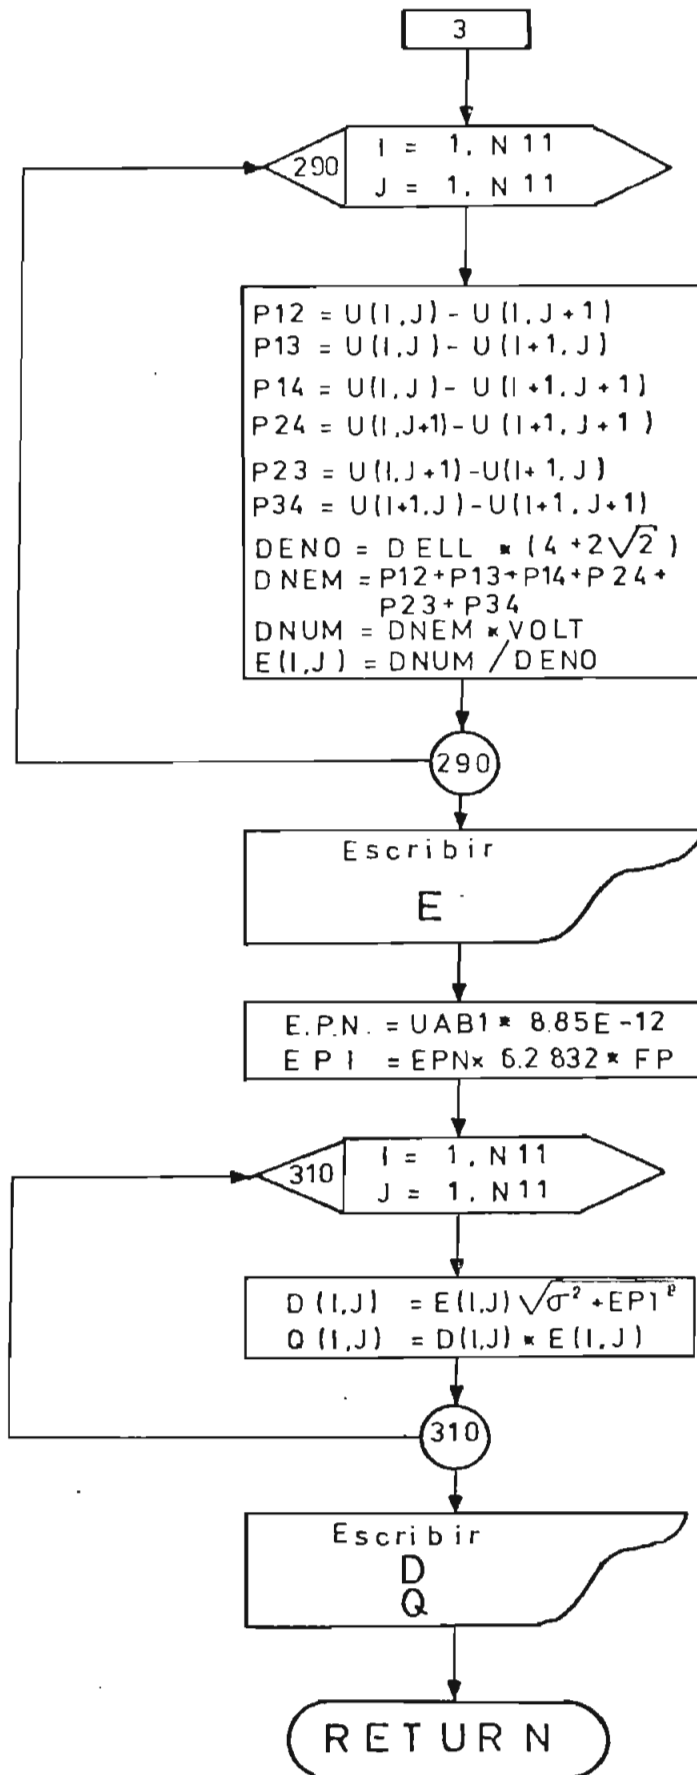 3
290
I = 1, N 11
J = 1, N 11
P12 = U(I,J) - U(I,J+1)
P13 = U(I,J) - U(I+1,J)
P14 = U(I,J) - U(I+1,J+1)
P24 = U(I,J+1) - U(I+1,J+1)
P23 = U(I,J+1) - U(I+1,J)
P34 = U(I+1,J) - U(I+1,J+1)
DENO = DELL * (4 + 2√2)
DNEM = P12+P13+P14+P24+
P23+P34
DNUM = DNEM * VOLT
E(I,J) = DNUM / DENO
290
Escribir
E
E.P.N. = UAB1 * 8.85E-12
EPI = EPN× 6.2832 * FP
310
I = 1, N 11
J = 1, N 11
D(I,J) = E(I,J) √σ² + EP1²
Q(I,J) = D(I,J) * E(I,J)
310
Escribir
D
Q
RETURN